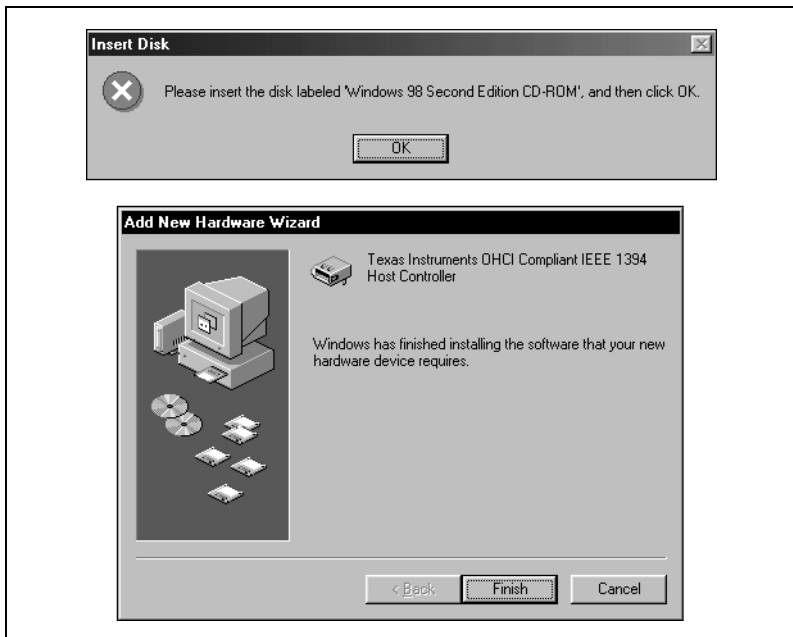 Insert Disk
Please insert the disk labeled 'Windows 98 Second Edition CD-ROM', and then click OK.
OK
Add New Hardware Wizard
Texas Instruments OHCI Compliant IEEE 1394
Host Controller
Windows has finished installing the software that your new
hardware device requires.
< Back
Finish
Cancel